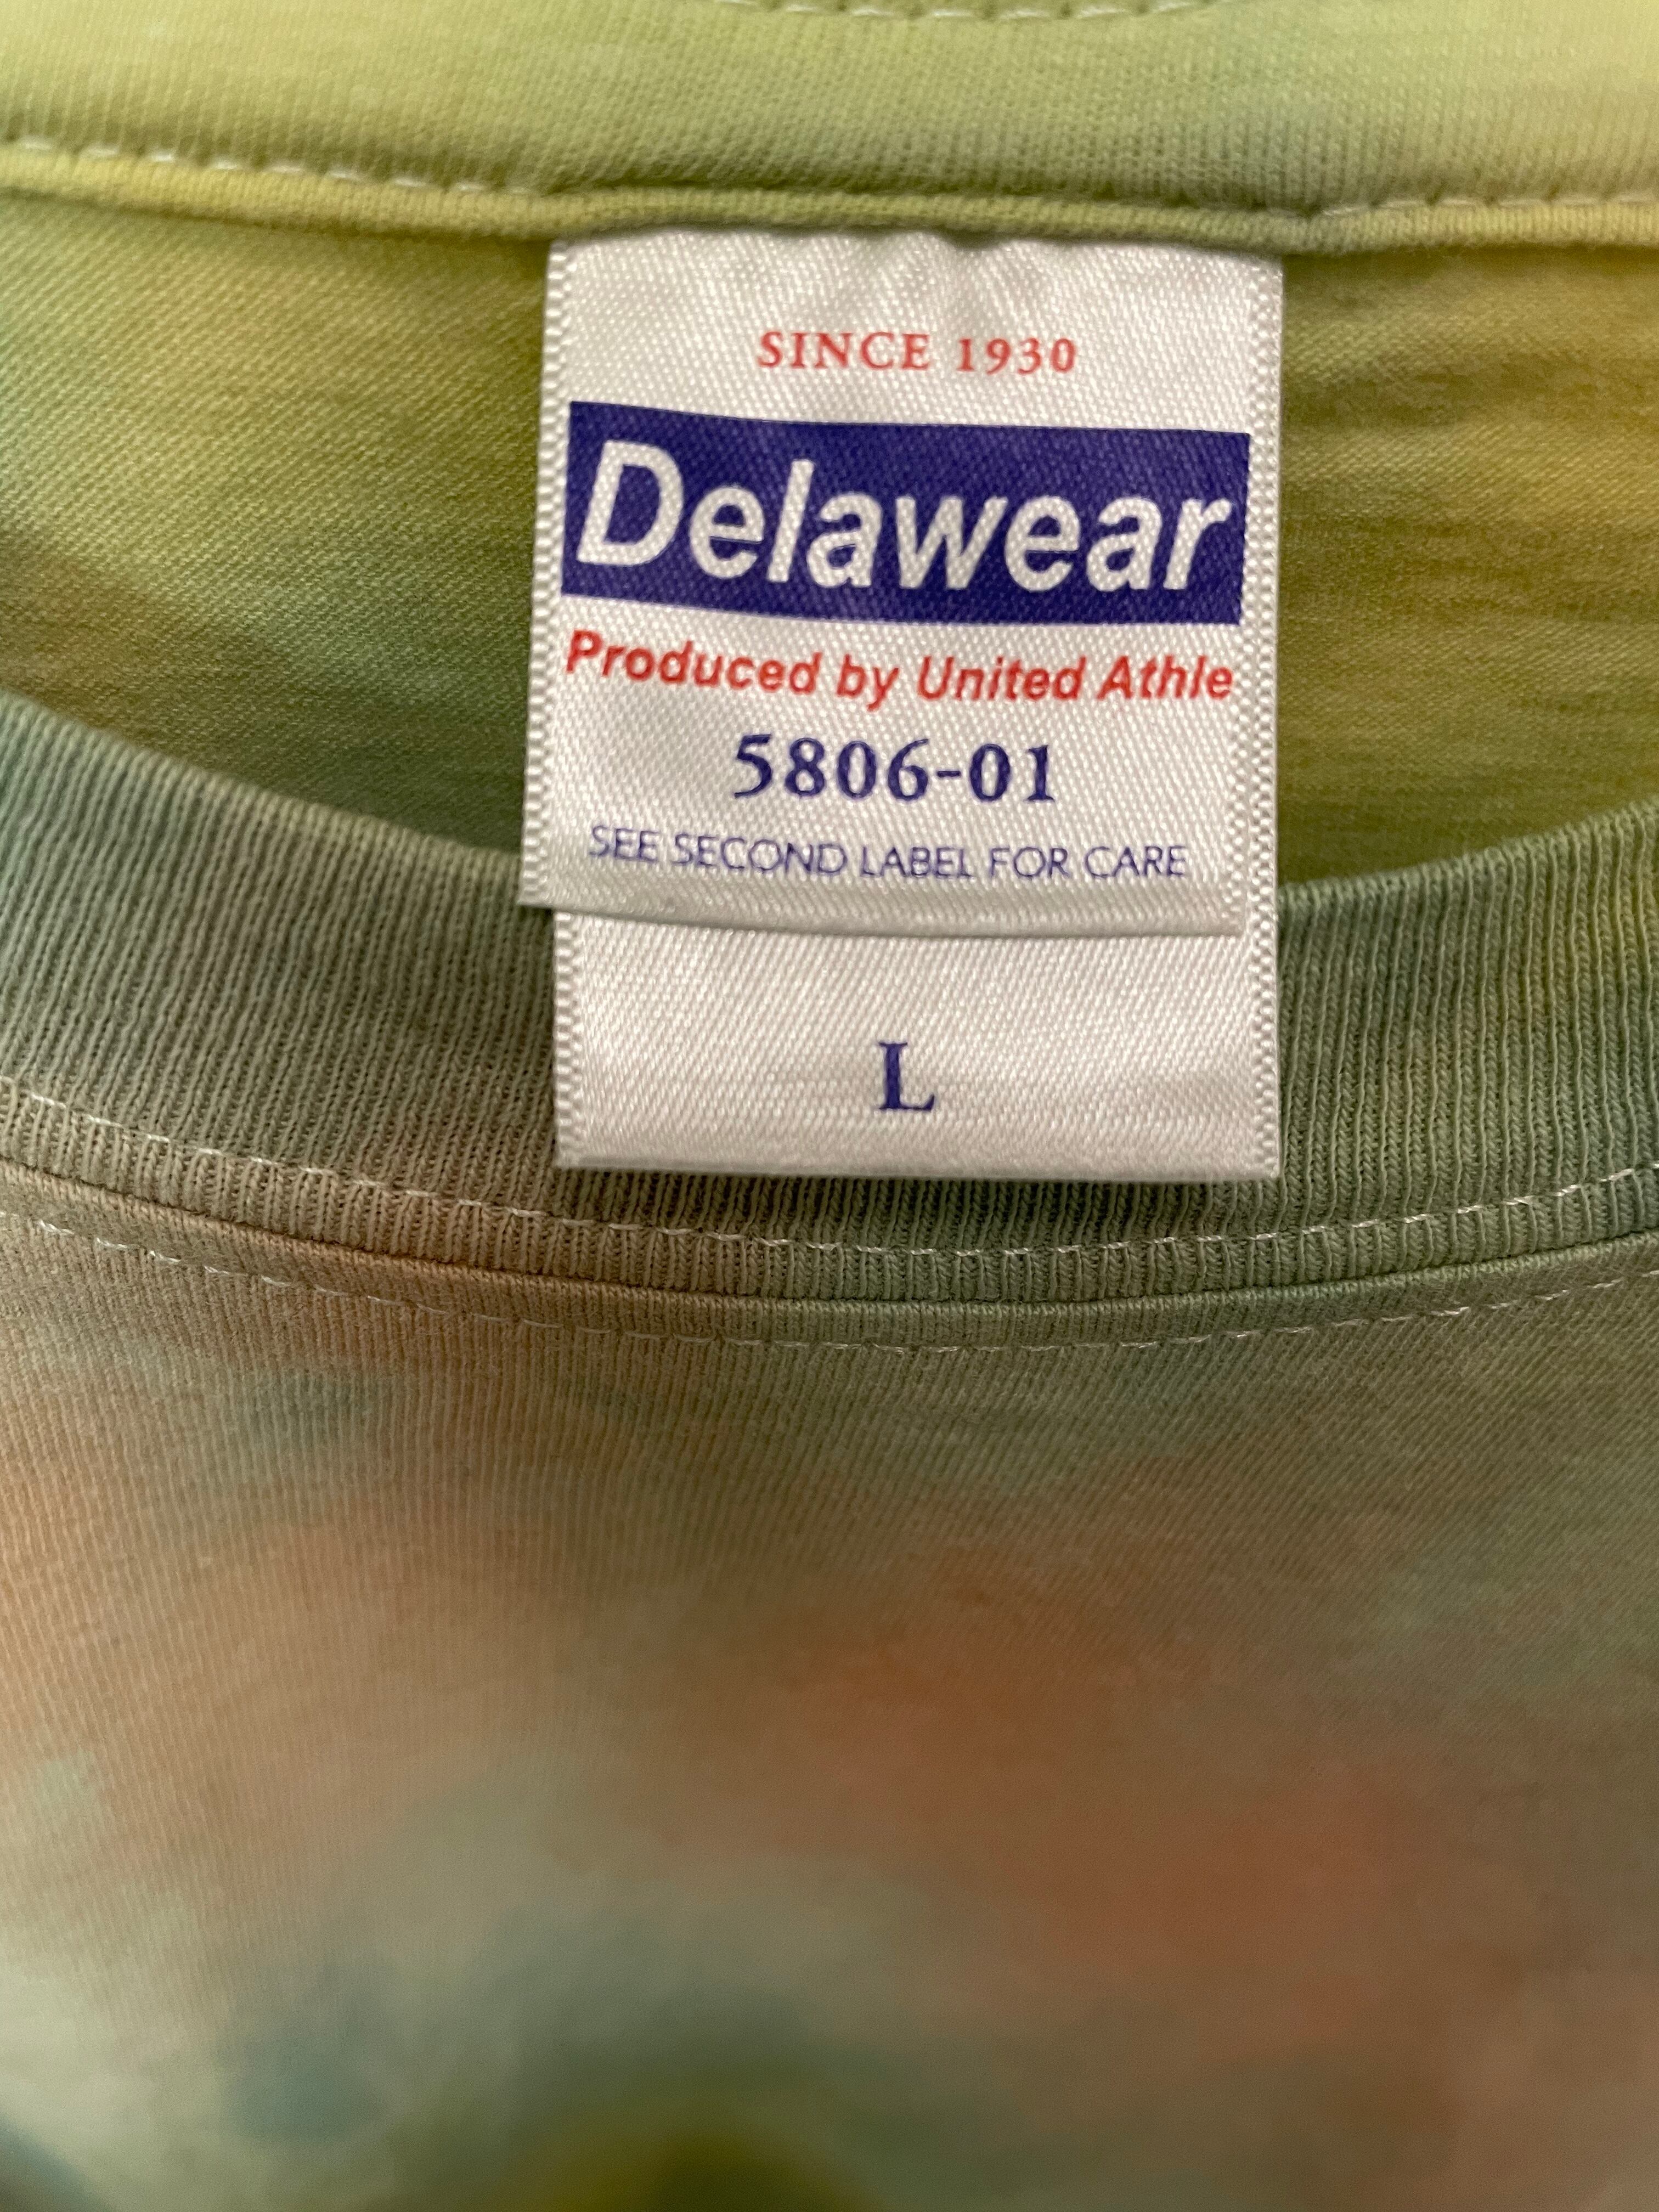 SINCE 1930
Delawear
Produced by United Athle
5806-01
SEE SECOND LABEL FOR CARE
L